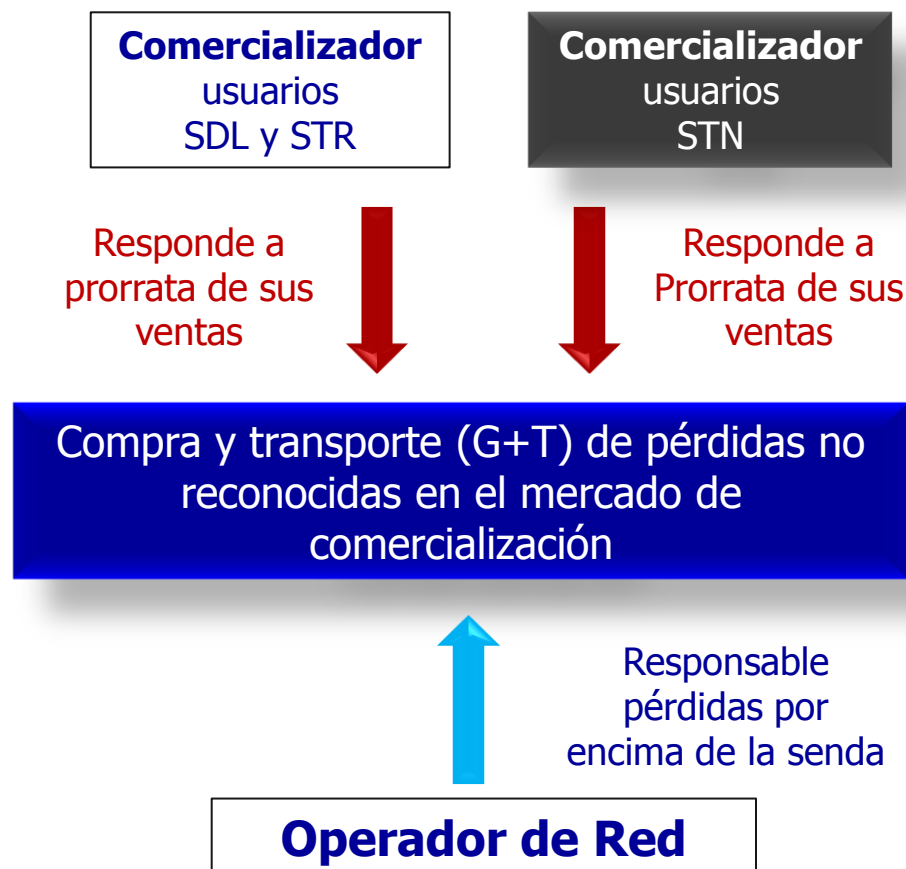 Comercializador
usuarios
SDL y STR
Comercializador
usuarios
STN
Responde a
prorrata de sus
ventas
Responde a
Prorrata de sus
ventas
Compra y transporte (G+T) de pérdidas no
reconocidas en el mercado de
comercialización
Responsable
pérdidas por
encima de la senda
Operador de Red